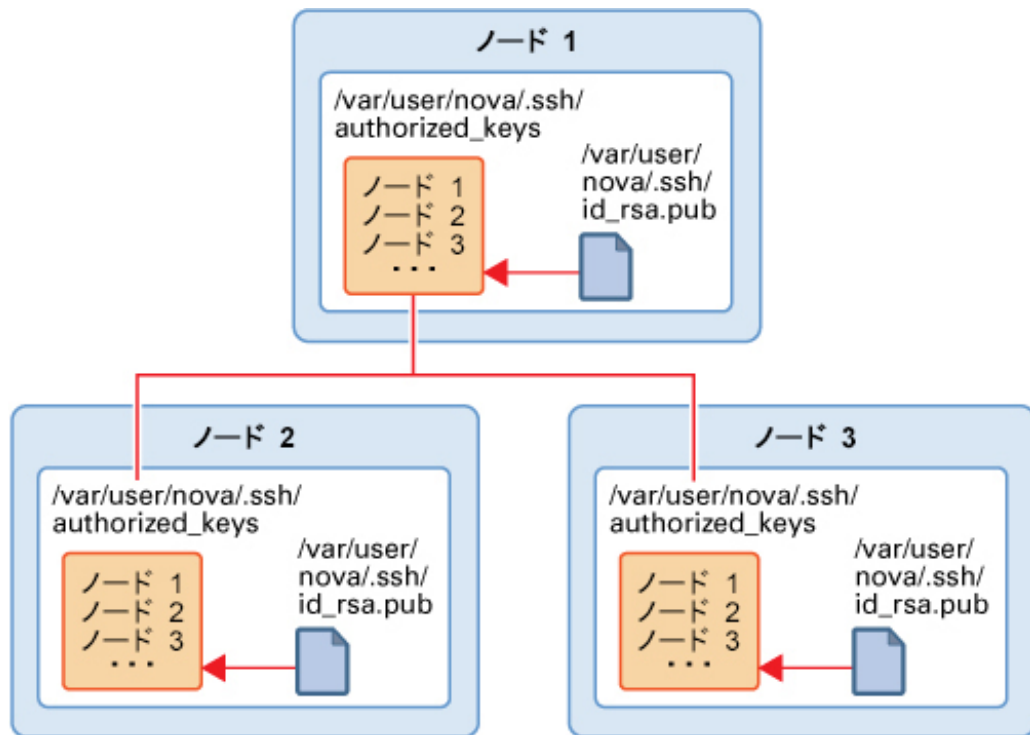 ノード 1
/var/user/nova/.ssh/
authorized_keys
/var/user/
nova/.ssh/
id_rsa.pub
ノード 1
ノード 2
ノード 3
...
ノード 2
/var/user/nova/.ssh/
authorized_keys
/var/user/
nova/.ssh/
id_rsa.pub
ノード 1
ノード 2
ノード 3
...
ノード 3
/var/user/nova/.ssh/
authorized_keys
/var/user/
nova/.ssh/
id_rsa.pub
ノード 1
ノード 2
ノード 3
...